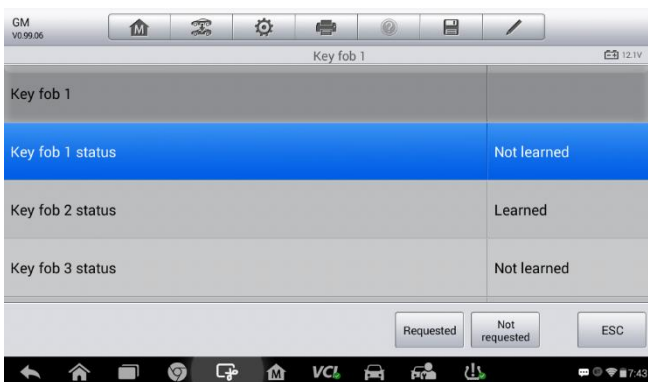 GM
V0.99.06
M
Key fob 1
12.1V
Key fob 1
Key fob 1 status Not learned
Key fob 2 status Learned
Key fob 3 status Not learned
Requested
Not
requested
ESC
M
VCI
7:43